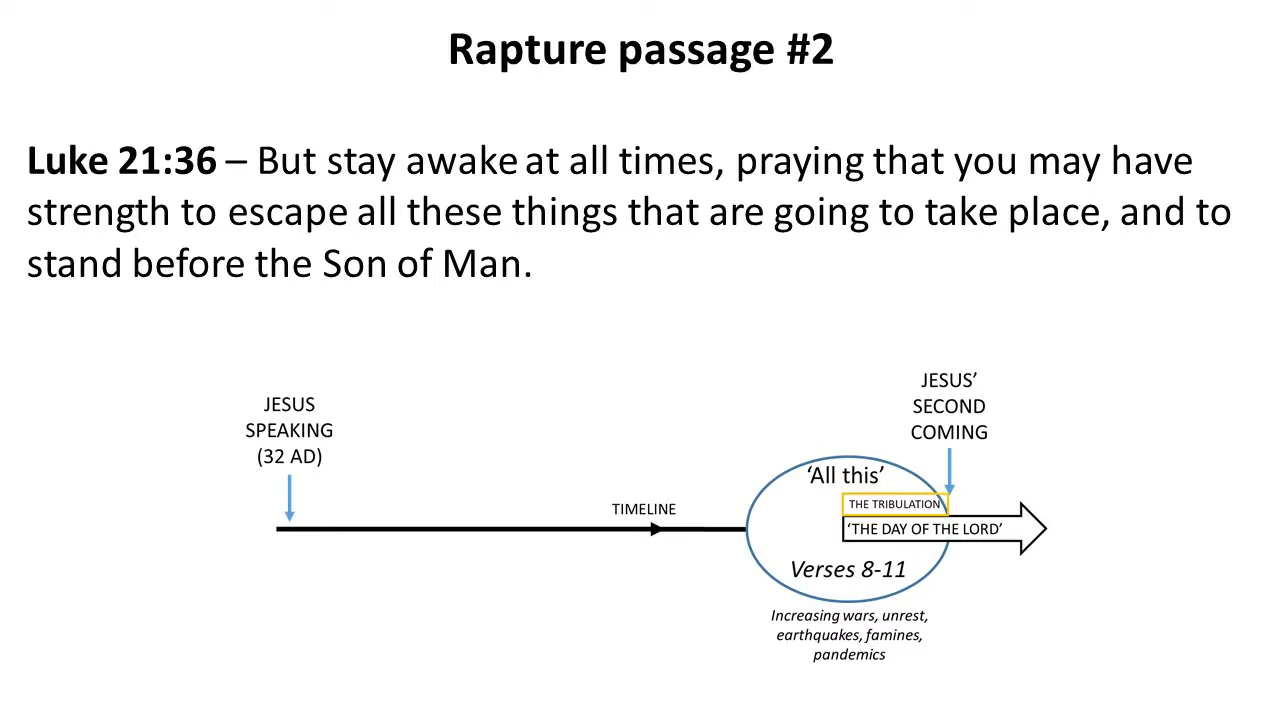 Rapture passage #2
Luke 21:36 – But stay awake at all times, praying that you may have
strength to escape all these things that are going to take place, and to
stand before the Son of Man.
JESUS
SPEAKING
(32 AD)
TIMELINE
JESUS’
SECOND
COMING
‘All this’
THE TRIBULATION
‘THE DAY OF THE LORD’
Verses 8-11
Increasing wars, unrest,
earthquakes, famines,
pandemics